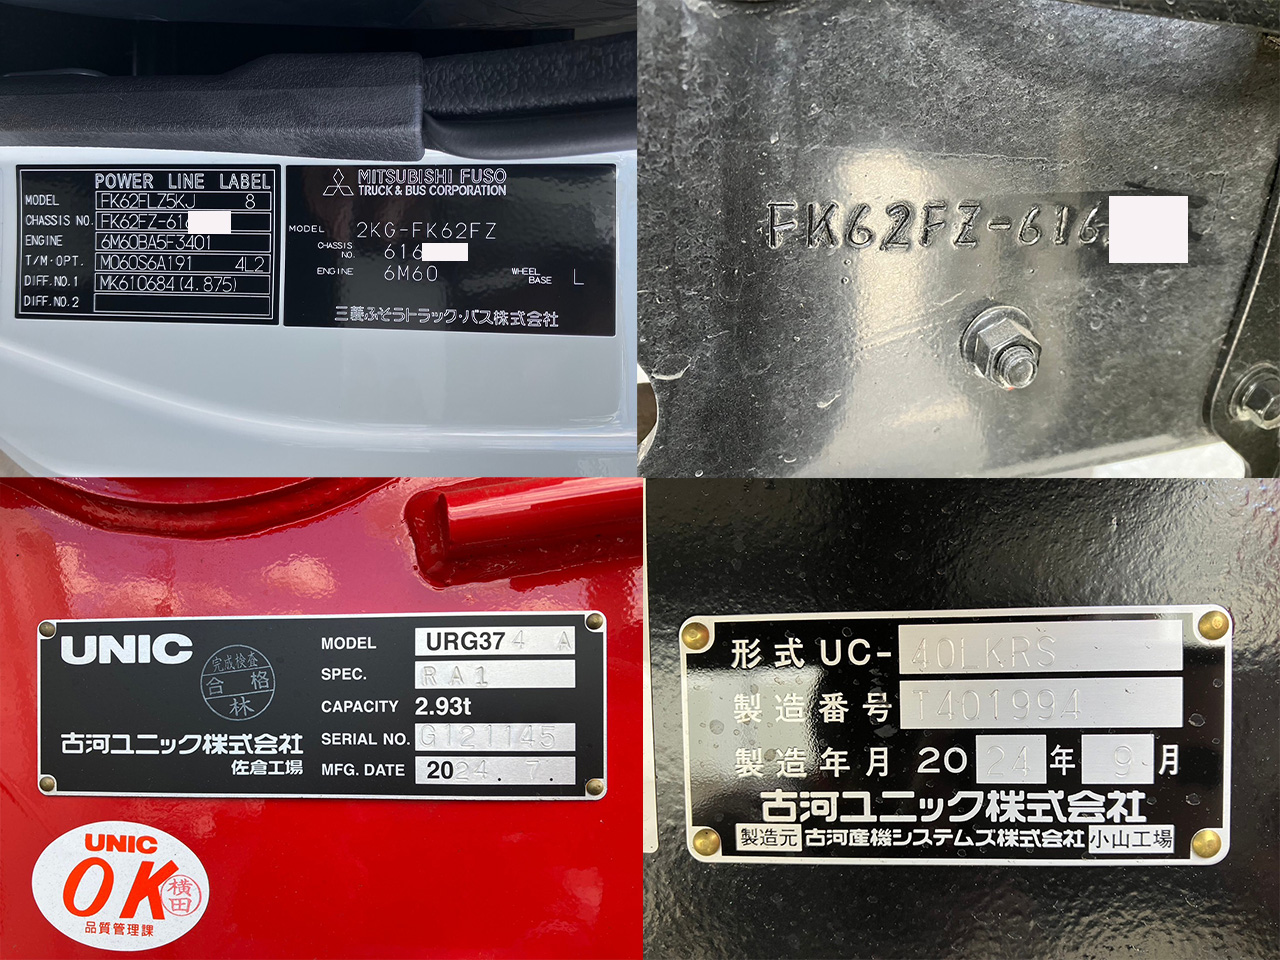 POWER LINE LABEL
MODEL FK62FLZ5KJ 8
CHASSIS NO. FK62FZ-616
ENGINE 6M60BA5F3401
T/M·OPT. M060S6A191 4L2
DIFF.NO.1 MK610684(4.875)
DIFF.NO.2
MITSUBISHI FUSO
TRUCK & BUS CORPORATION
MODEL 2KG-FK62FZ
CHASSIS NO. 616
ENGINE 6M60 WHEEL BASE L
三菱ふそうトラック・バス株式会社
FK62FZ-616
UNIC
完成検査
合格
林
古河ユニック株式会社
佐倉工場
MODEL URG374 A
SPEC. RA1
CAPACITY 2.93t
SERIAL NO. G121145
MFG. DATE 2024. 7.
UNIC
OK
横田
品質管理課
形式 UC-40LKRS
製造番号 T401994
製造年月 2024年9月
古河ユニック株式会社
製造元 古河産機システムズ株式会社 小山工場